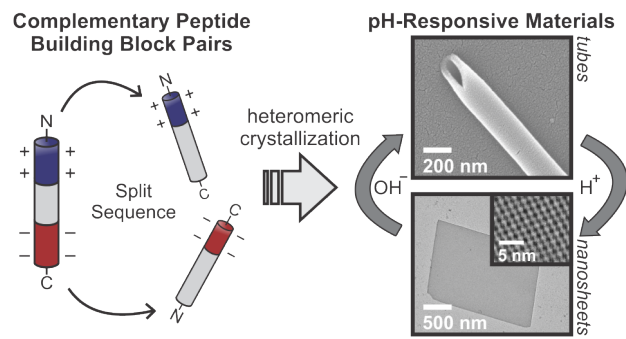 Complementary Peptide
Building Block Pairs
pH-Responsive Materials
N
+ +
+ +
− −
− −
C
Split
Sequence
N
+ +
+ +
C
C
− −
− −
N
heteromeric
crystallization
tubes
200 nm
OH−
H+
5 nm
500 nm
nanosheets